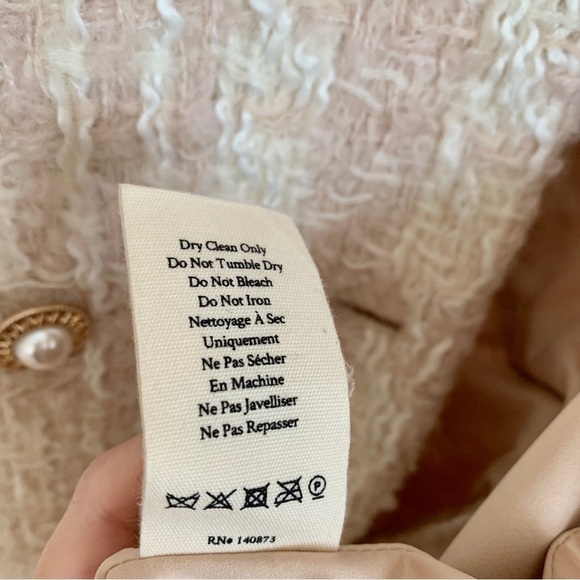 Dry Clean Only
Do Not Tumble Dry
Do Not Bleach
Do Not Iron
Nettoyage À Sec
Uniquement
Ne Pas Sécher
En Machine
Ne Pas Javelliser
Ne Pas Repasser
P
RN# 140873